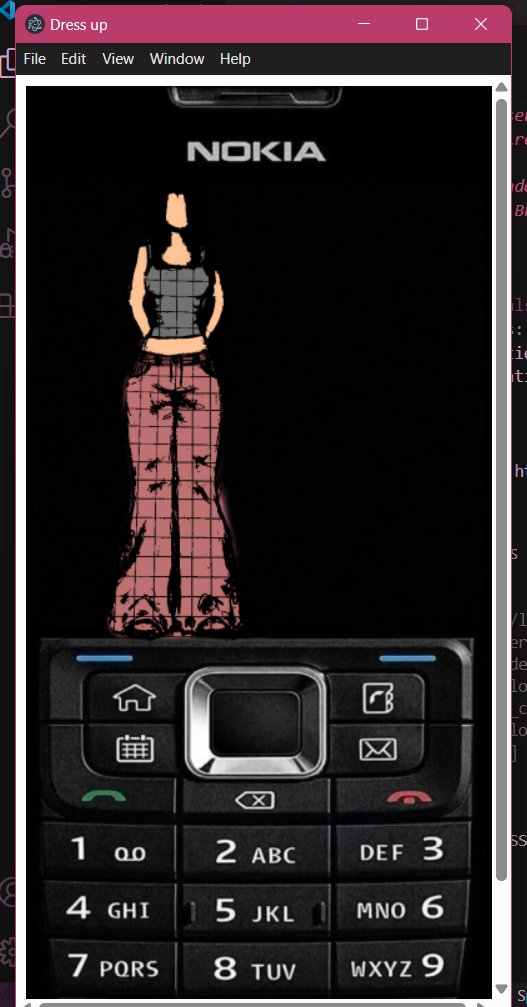 Dress up
File Edit View Window Help
NOKIA
1 2 ABC DEF 3
4 GHI 5 JKL MNO 6
7 PQRS 8 TUV WXYZ 9